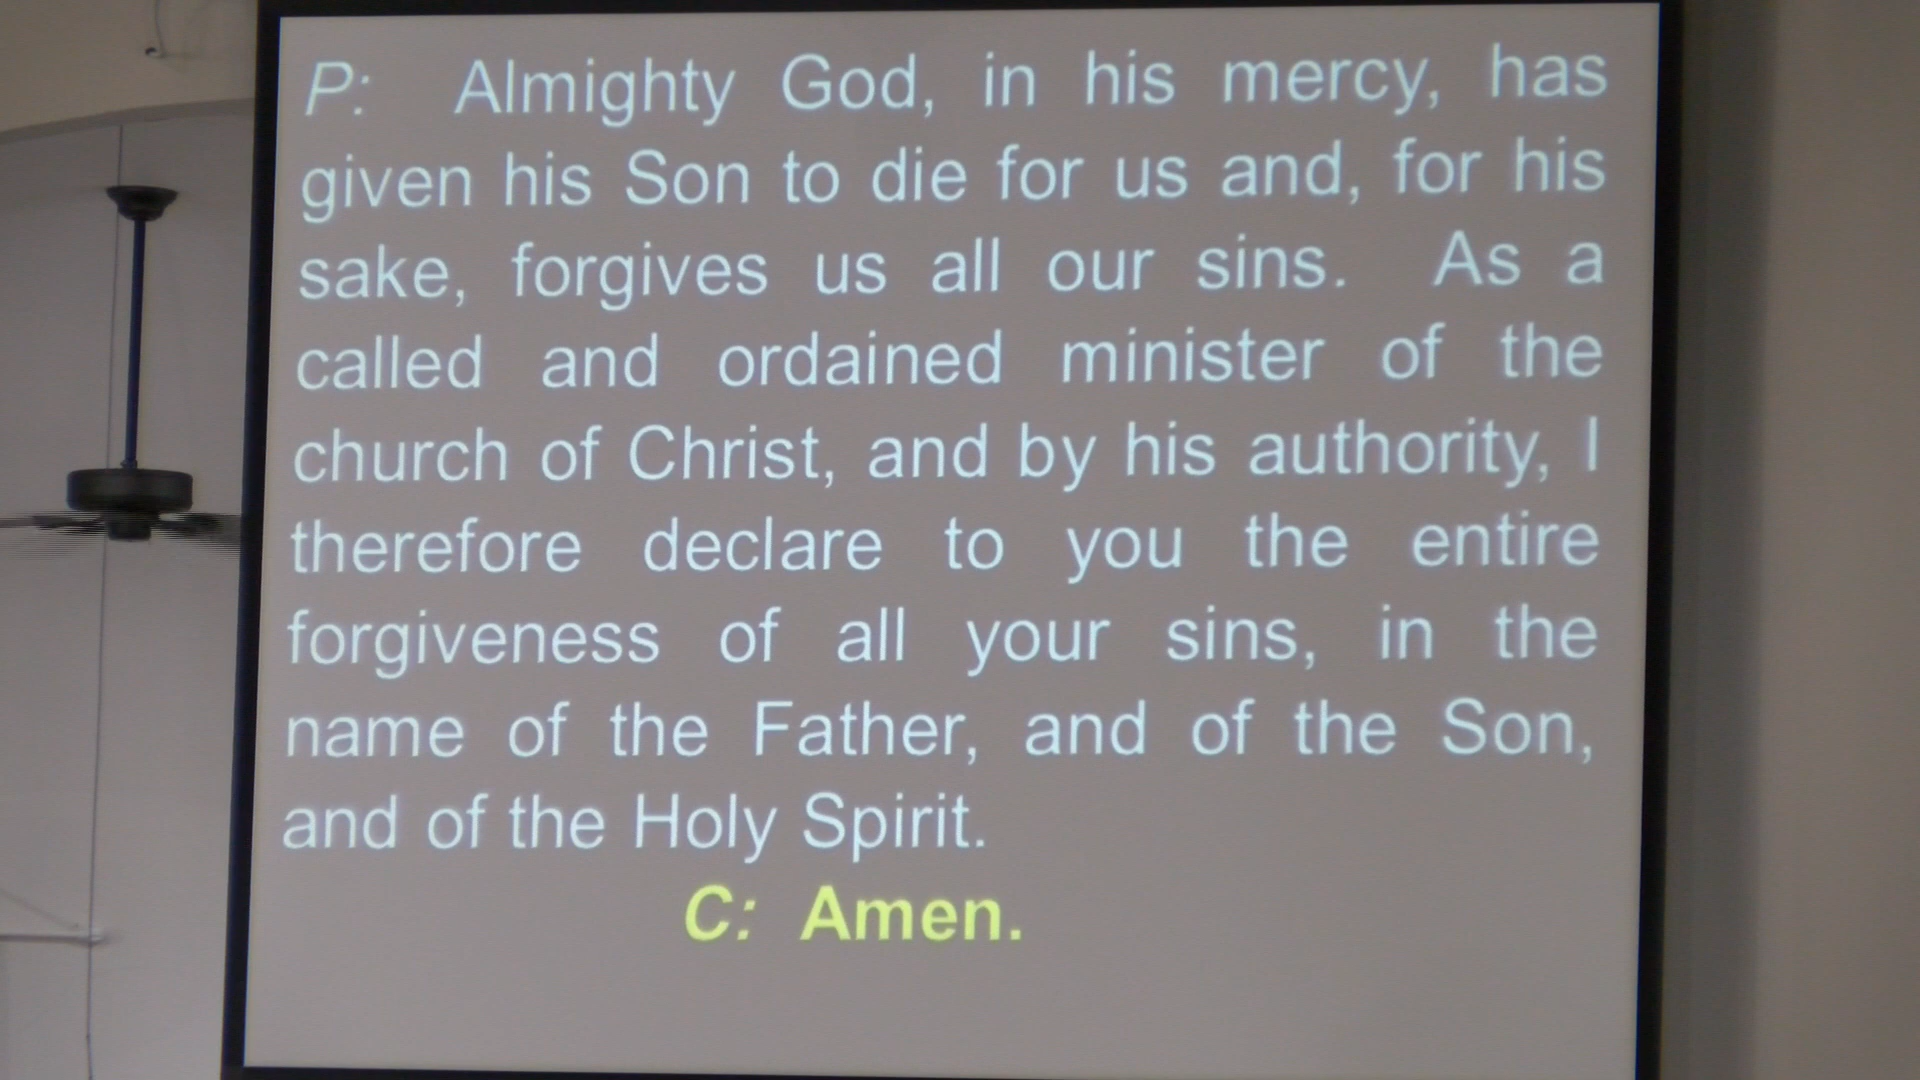 P: Almighty God, in his mercy, has
given his Son to die for us and, for his
sake, forgives us all our sins. As a
called and ordained minister of the
church of Christ, and by his authority, I
therefore declare to you the entire
forgiveness of all your sins, in the
name of the Father, and of the Son,
and of the Holy Spirit.
C: Amen.